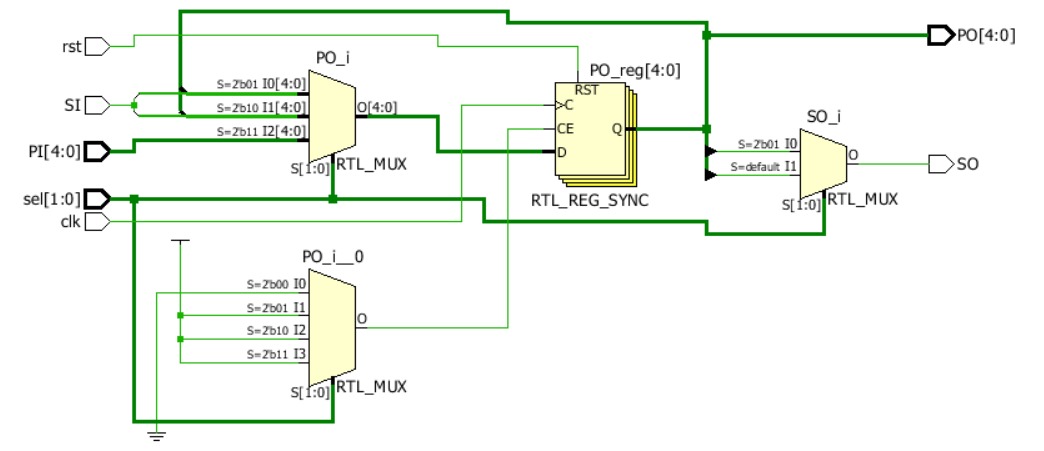 rst
SI
PI[4:0]
sel[1:0]
clk
PO_i
S=2'b01 I0[4:0]
S=2'b10 I1[4:0]
S=2'b11 I2[4:0]
O[4:0]
S[1:0]
RTL_MUX
PO_i__0
S=2'b00 I0
S=2'b01 I1
S=2'b10 I2
S=2'b11 I3
O
S[1:0]
RTL_MUX
PO_reg[4:0]
RST
C
CE
D
Q
RTL_REG_SYNC
SO_i
S=2'b01 I0
S=default I1
O
S[1:0]
RTL_MUX
PO[4:0]
SO